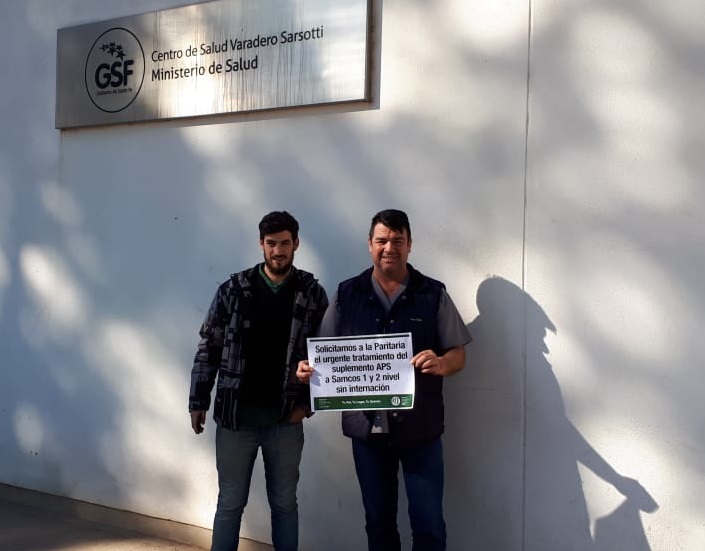 GSF
Centro de Salud Varadero Sarsotti
Ministerio de Salud
Solicitamos a la Paritaria
el urgente tratamiento del
suplemento APS
a Samcos 1 y 2 nivel
sin internación